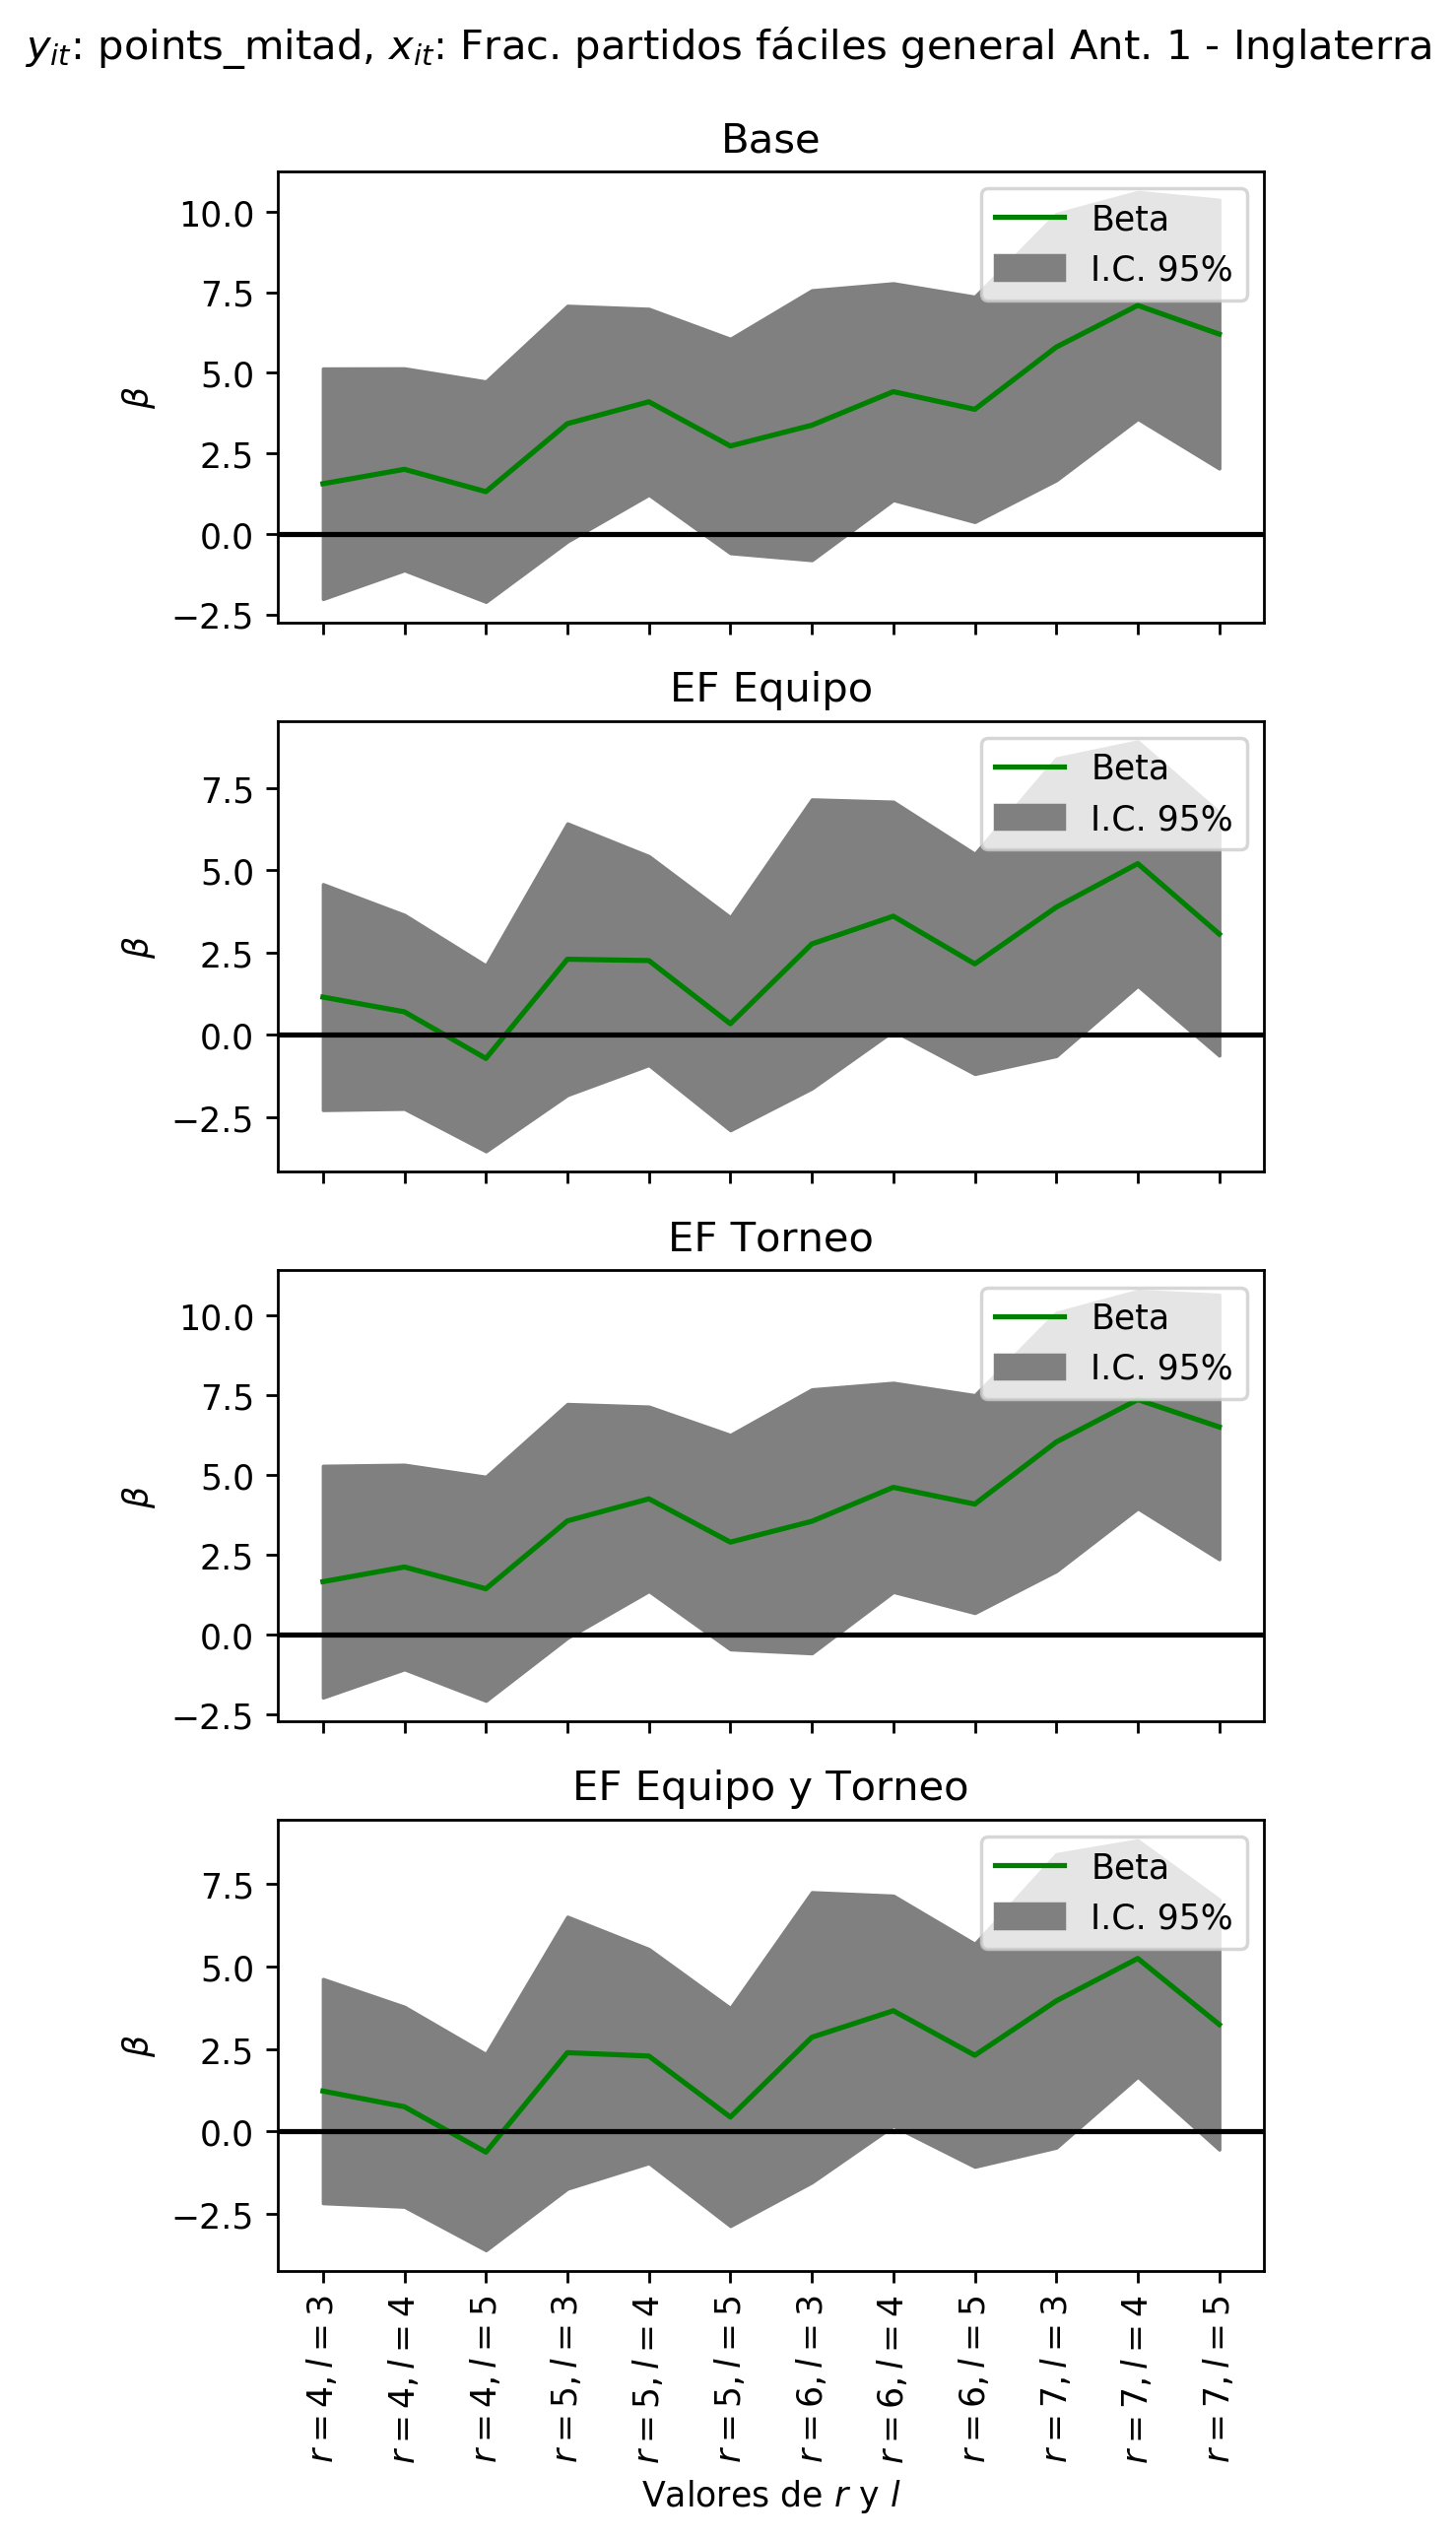 y_it: points_mitad, x_it: Frac. partidos fáciles general Ant. 1 - Inglaterra
Base
10.0
7.5
5.0
2.5
0.0
−2.5
β
Beta
I.C. 95%
EF Equipo
7.5
5.0
2.5
0.0
−2.5
β
Beta
I.C. 95%
EF Torneo
10.0
7.5
5.0
2.5
0.0
−2.5
β
Beta
I.C. 95%
EF Equipo y Torneo
7.5
5.0
2.5
0.0
−2.5
β
Beta
I.C. 95%
r = 4, l = 3
r = 4, l = 4
r = 4, l = 5
r = 5, l = 3
r = 5, l = 4
r = 5, l = 5
r = 6, l = 3
r = 6, l = 4
r = 6, l = 5
r = 7, l = 3
r = 7, l = 4
r = 7, l = 5
Valores de r y l